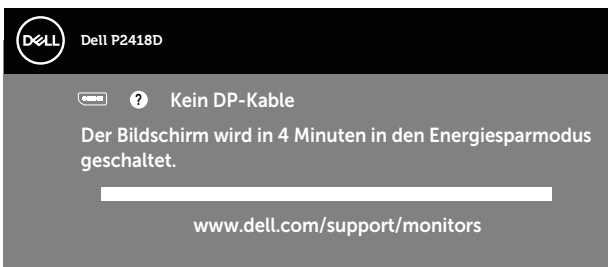 DELL Dell P2418D
? Kein DP-Kable
Der Bildschirm wird in 4 Minuten in den Energiesparmodus
geschaltet.
www.dell.com/support/monitors